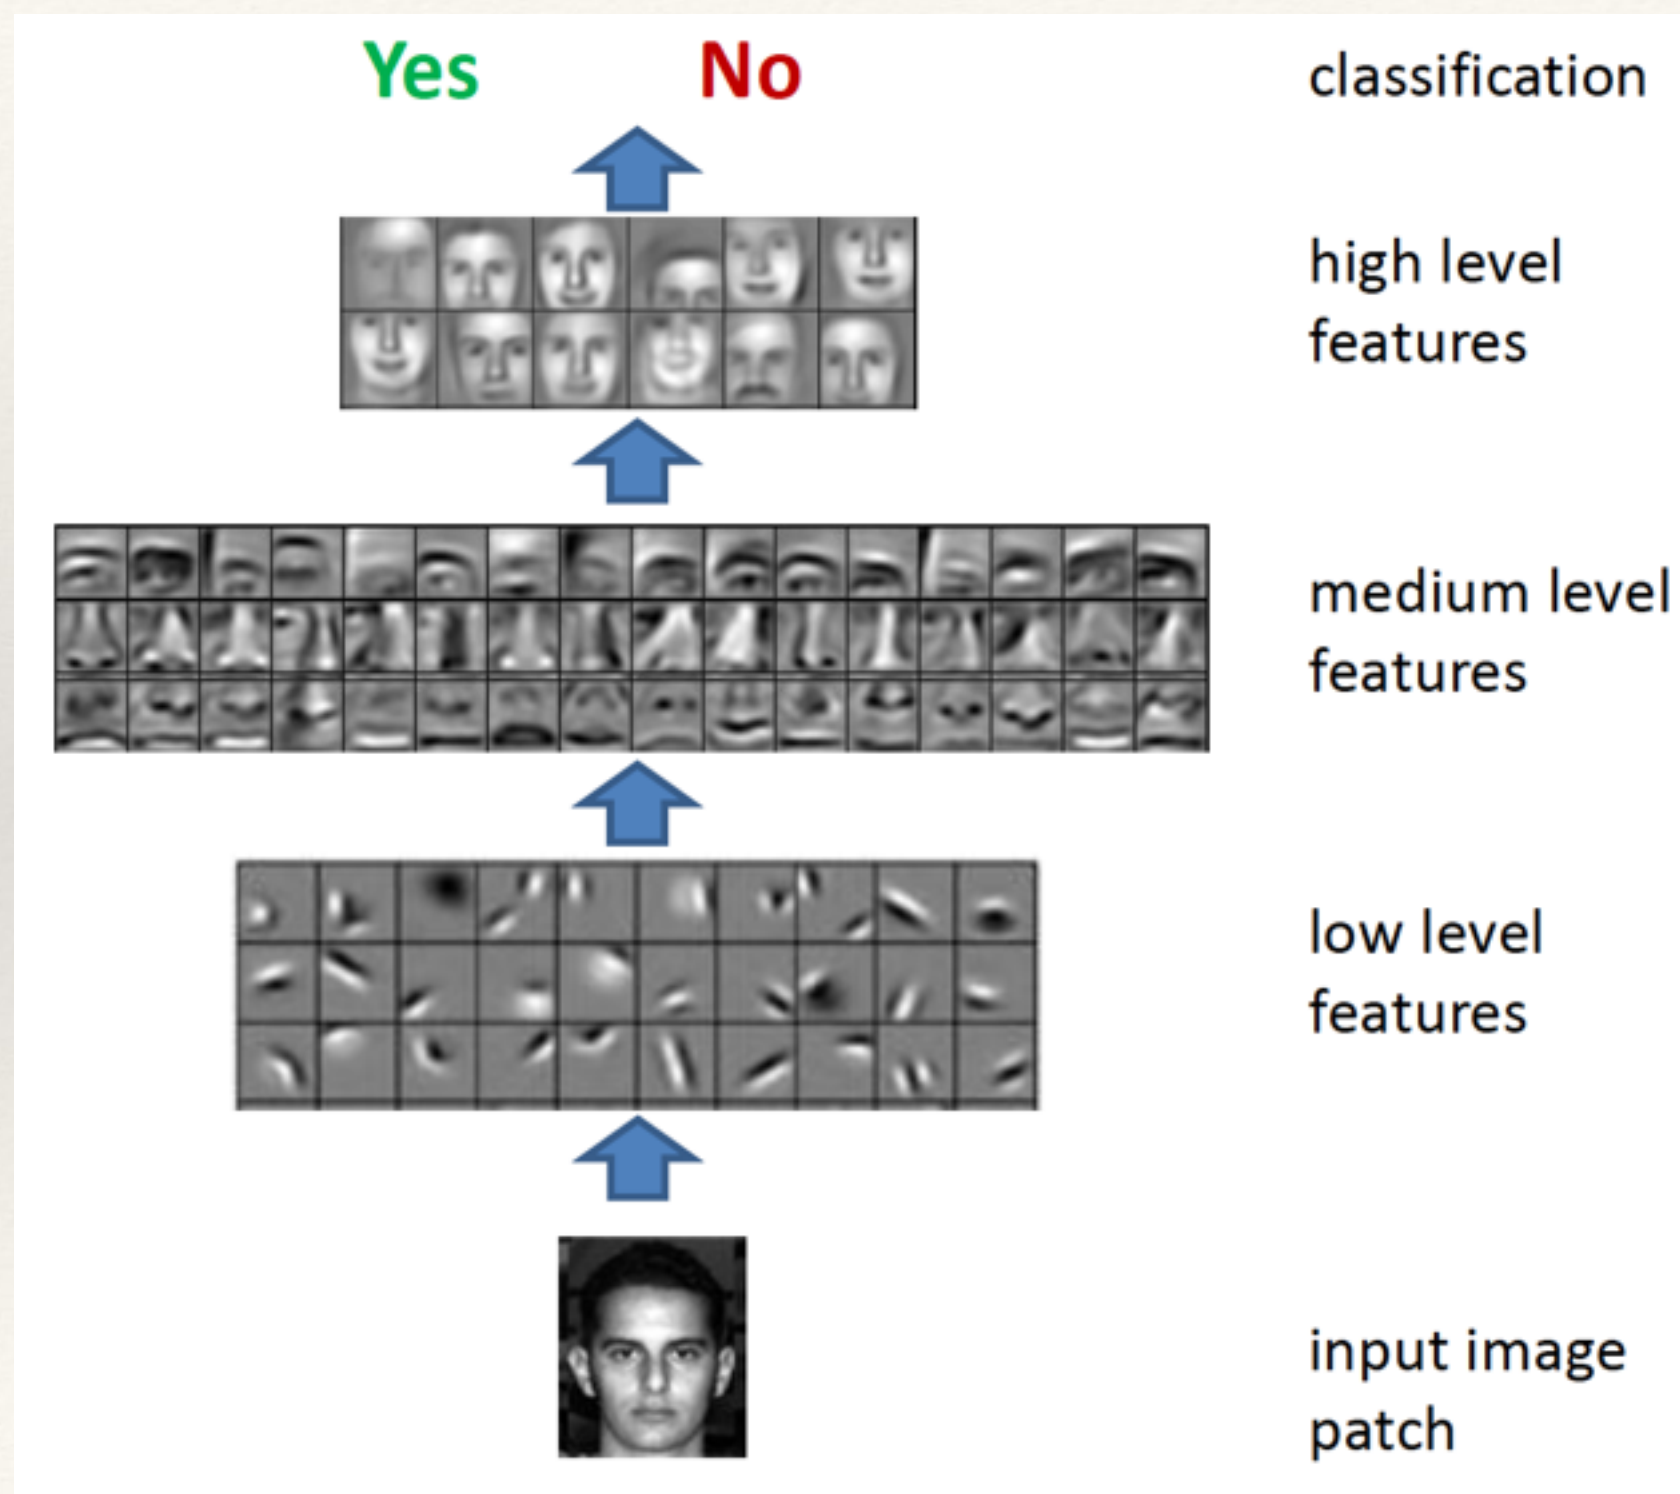 Yes No classification
high level
features
medium level
features
low level
features
input image
patch